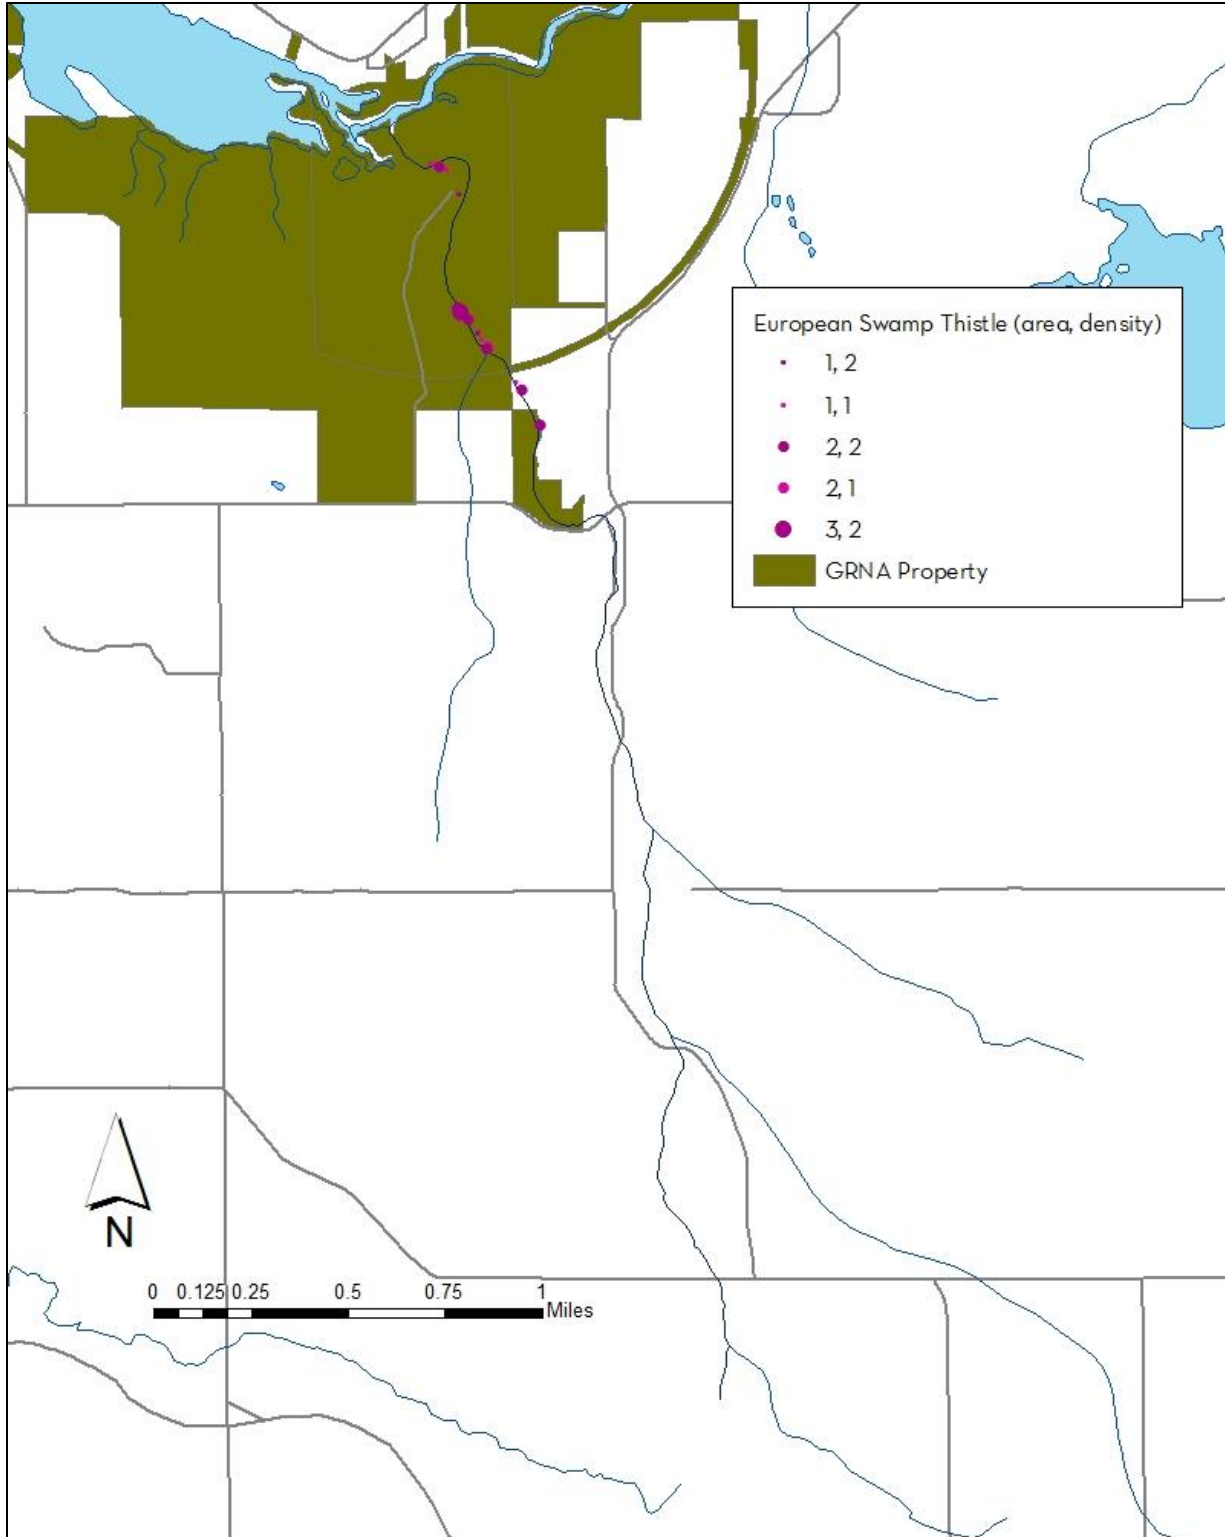 European Swamp Thistle (area, density)
1, 2
1, 1
2, 2
2, 1
3, 2
GRNA Property
N
0 0.125 0.25 0.5 0.75 1
Miles